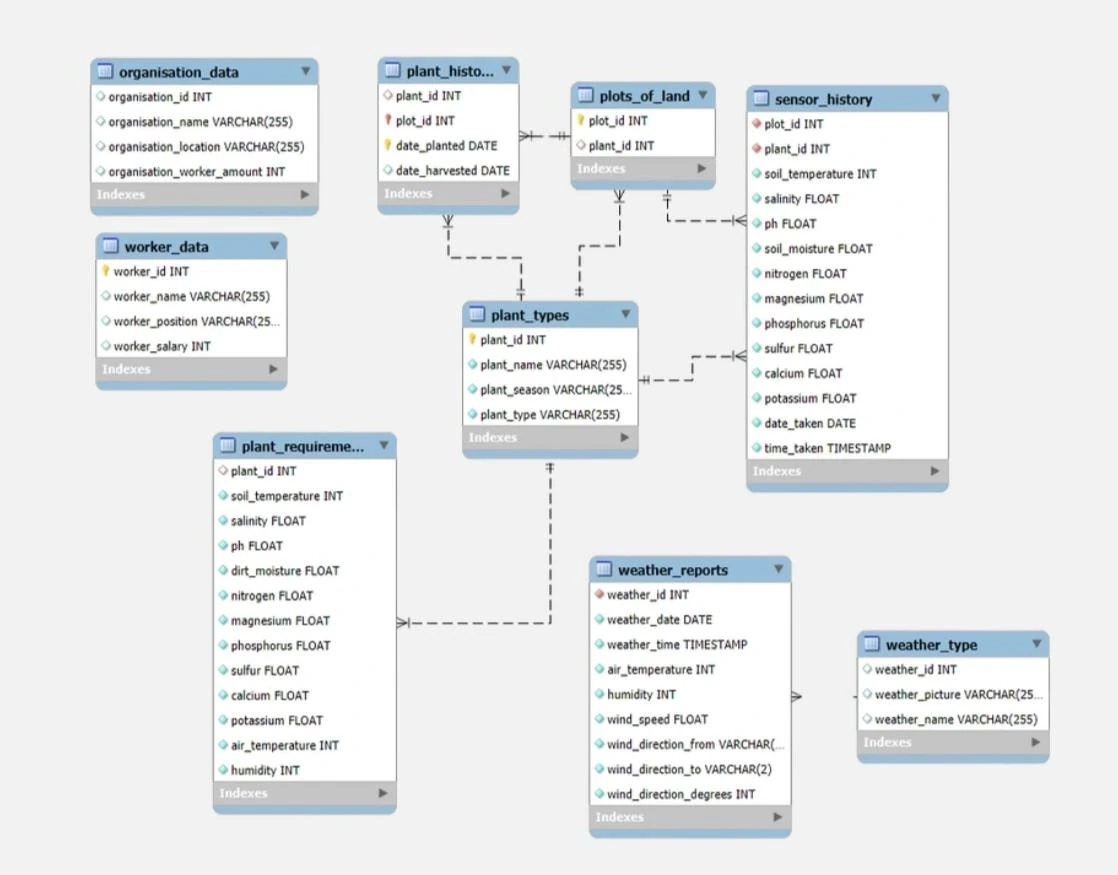 organisation_data
organisation_id INT
organisation_name VARCHAR(255)
organisation_location VARCHAR(255)
organisation_worker_amount INT
Indexes
plant_histo...
plant_id INT
plot_id INT
date_planted DATE
date_harvested DATE
Indexes
plots_of_land
plot_id INT
plant_id INT
Indexes
sensor_history
plot_id INT
plant_id INT
soil_temperature INT
salinity FLOAT
ph FLOAT
soil_moisture FLOAT
nitrogen FLOAT
magnesium FLOAT
phosphorus FLOAT
sulfur FLOAT
calcium FLOAT
potassium FLOAT
date_taken DATE
time_taken TIMESTAMP
Indexes
worker_data
worker_id INT
worker_name VARCHAR(255)
worker_position VARCHAR(25...
worker_salary INT
Indexes
plant_types
plant_id INT
plant_name VARCHAR(255)
plant_season VARCHAR(25...
plant_type VARCHAR(255)
Indexes
plant_requireme...
plant_id INT
soil_temperature INT
salinity FLOAT
ph FLOAT
dirt_moisture FLOAT
nitrogen FLOAT
magnesium FLOAT
phosphorus FLOAT
sulfur FLOAT
calcium FLOAT
potassium FLOAT
air_temperature INT
humidity INT
Indexes
weather_reports
weather_id INT
weather_date DATE
weather_time TIMESTAMP
air_temperature INT
humidity INT
wind_speed FLOAT
wind_direction_from VARCHAR(...
wind_direction_to VARCHAR(2)
wind_direction_degrees INT
Indexes
weather_type
weather_id INT
weather_picture VARCHAR(25...
weather_name VARCHAR(255)
Indexes